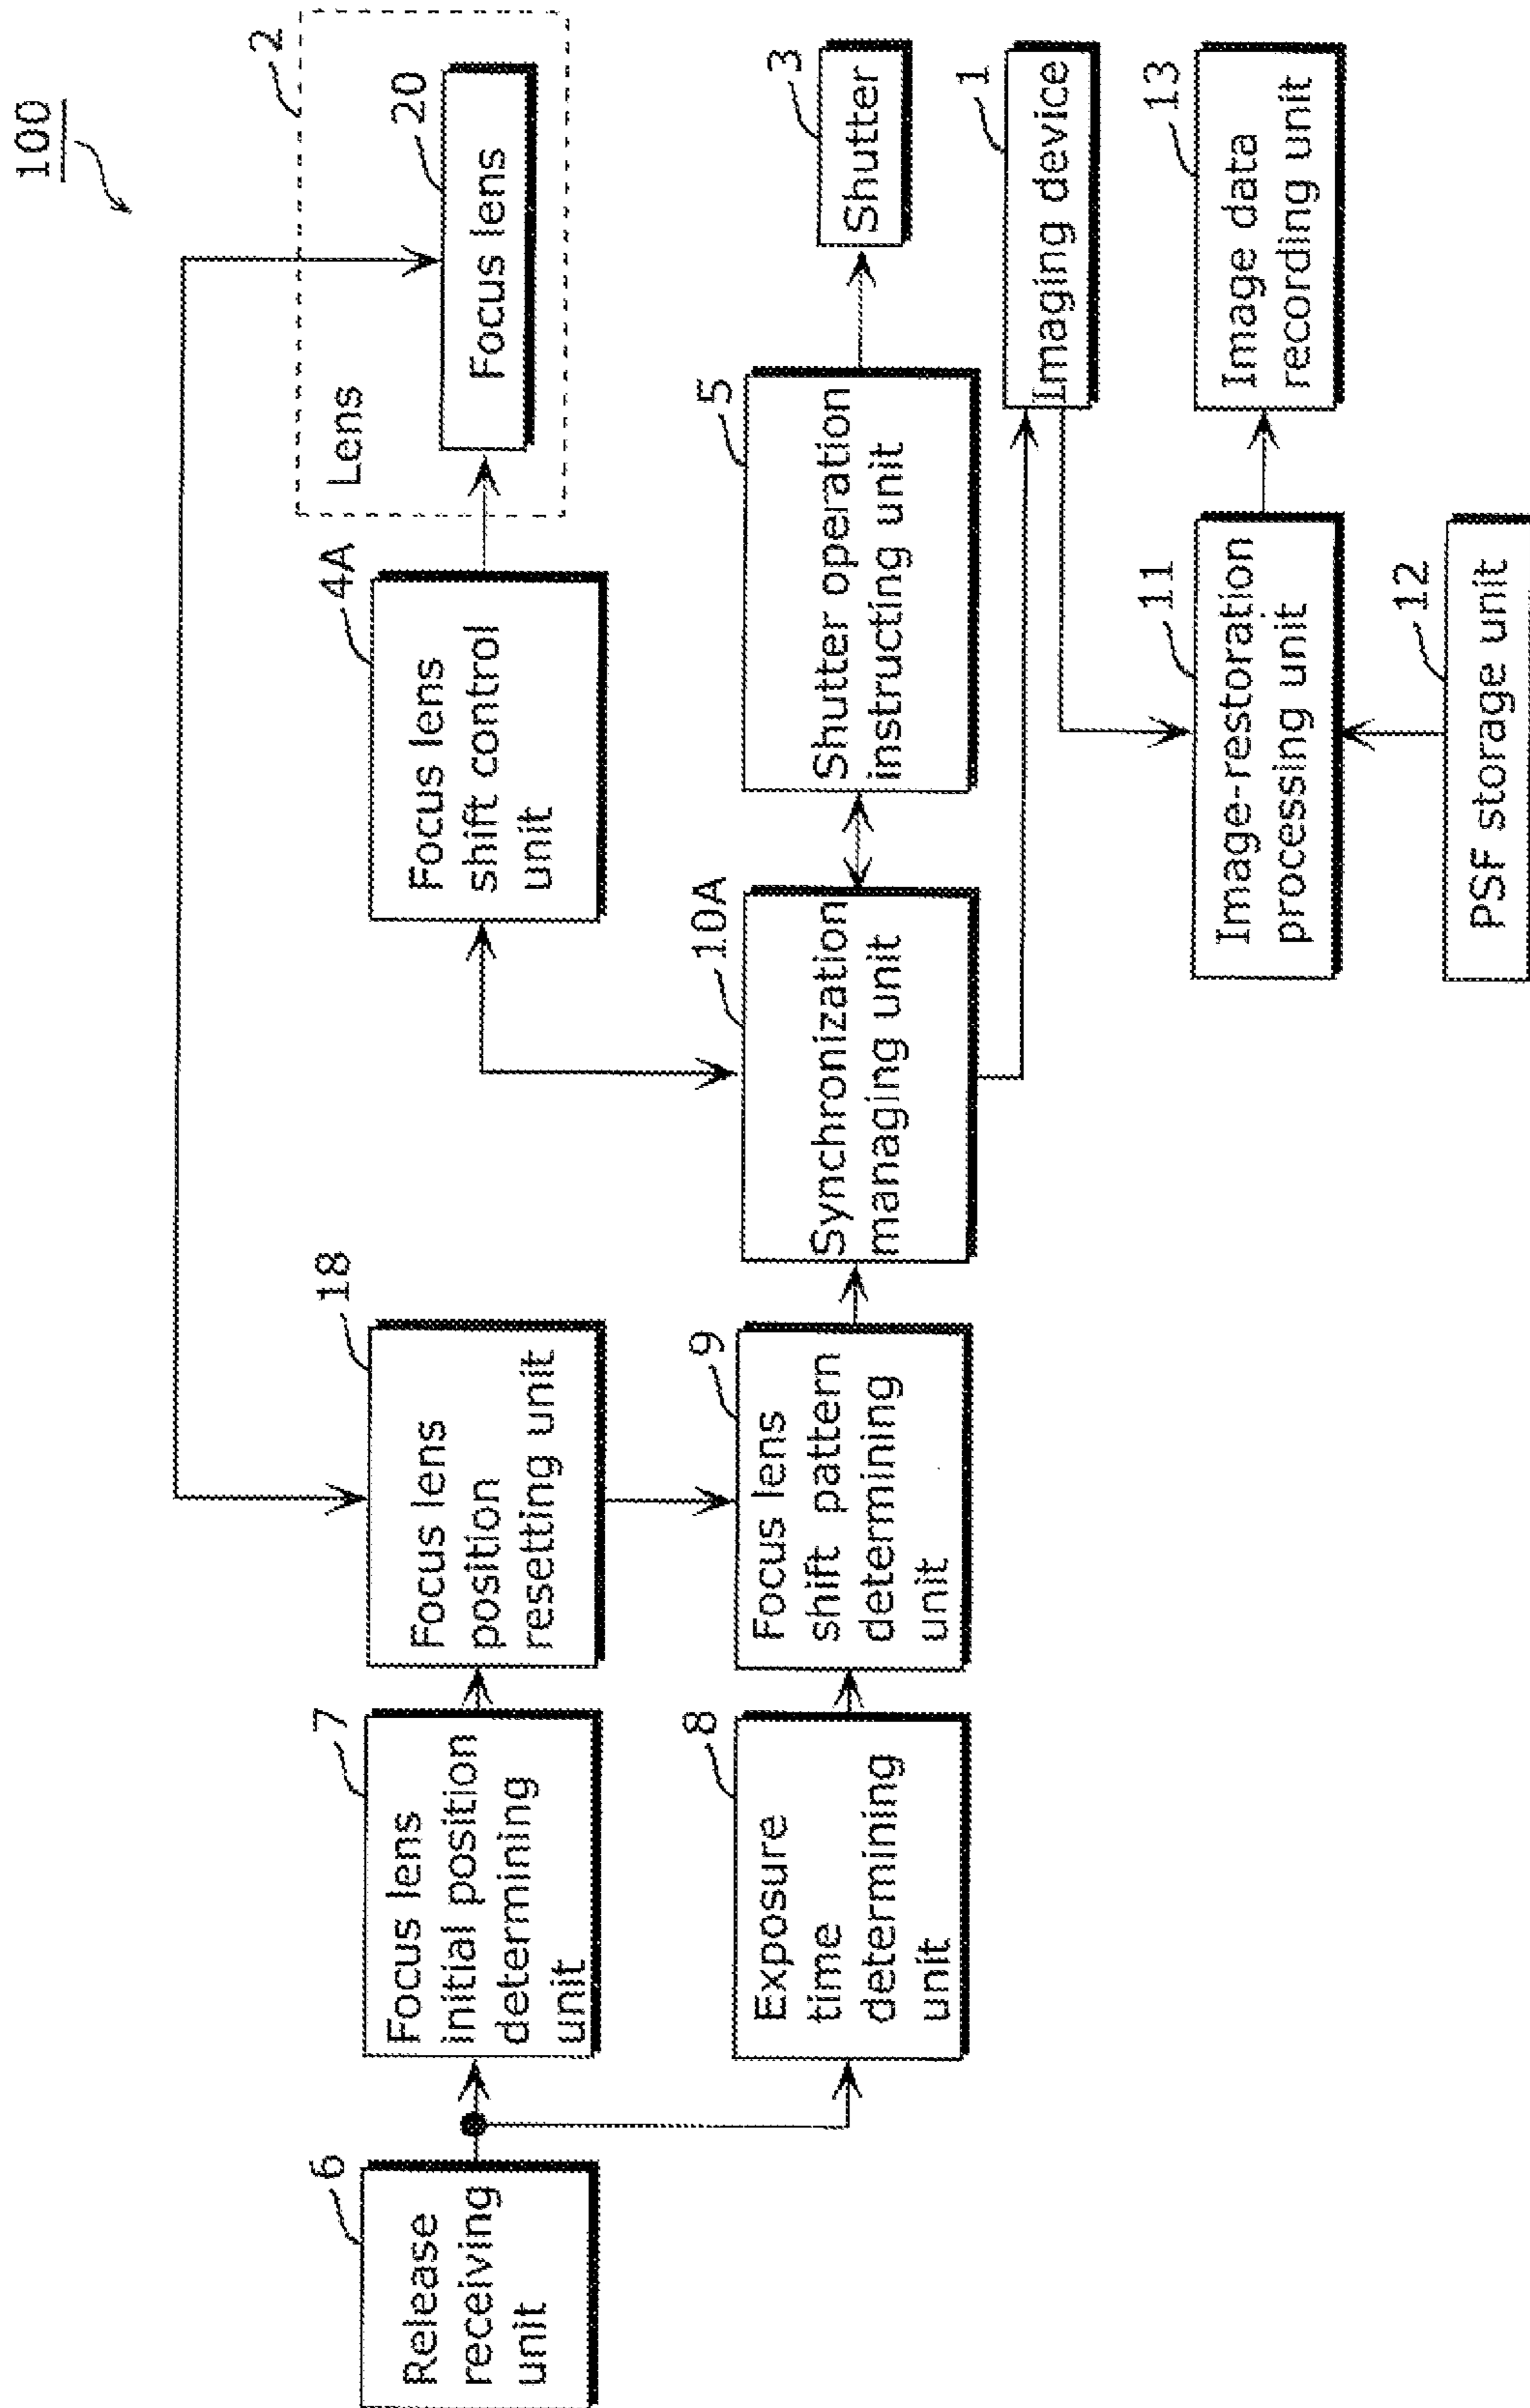 100
2
Lens
20
Focus lens
4A
Focus lens
shift control
unit
18
Focus lens
position
resetting unit
7
Focus lens
initial position
determining
unit
6
Release
receiving
unit
3
Shutter
5
Shutter operation
instructing unit
10A
Synchronization
managing unit
9
Focus lens
shift pattern
determining
unit
8
Exposure
time
determining
unit
1
Imaging device
13
Image data
recording unit
11
Image-restoration
processing unit
12
PSF storage unit